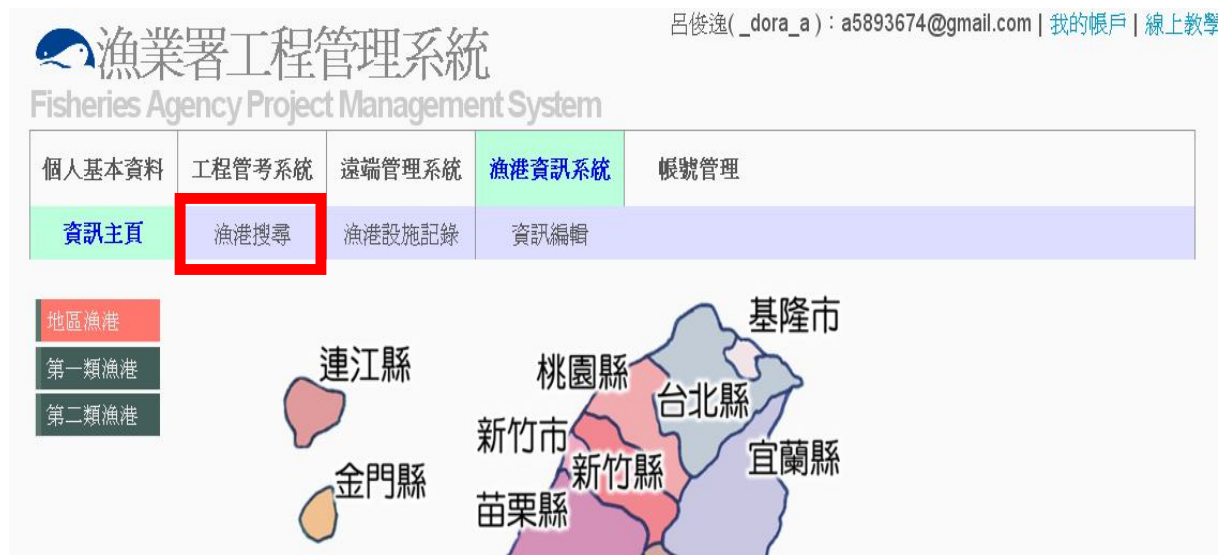 呂俊逸( _dora_a )：a5893674@gmail.com | 我的帳戶 | 線上教學
漁業署工程管理系統
Fisheries Agency Project Management System
個人基本資料 工程管考系統 遠端管理系統 漁港資訊系統 帳號管理
資訊主頁 漁港搜尋 漁港設施記錄 資訊編輯
地區漁港
第一類漁港
第二類漁港
基隆市
連江縣
桃園縣
台北縣
新竹市
宜蘭縣
新竹縣
金門縣
苗栗縣